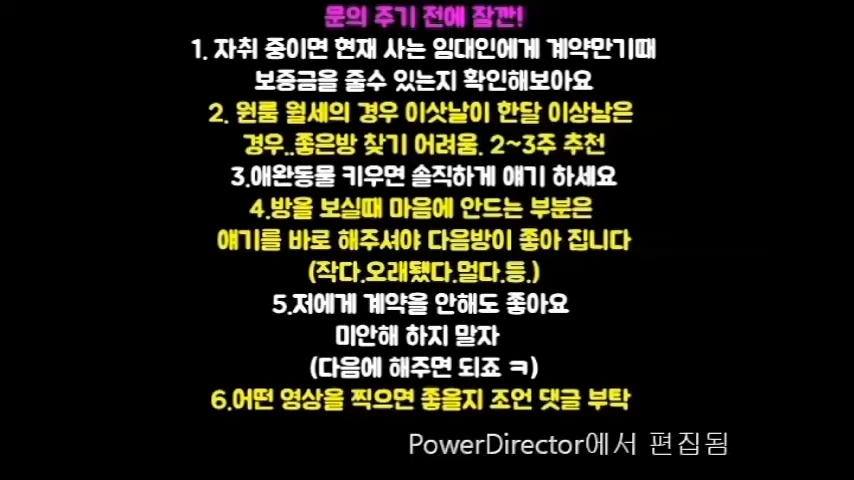 문의 주기 전에 잠깐!
1. 자취 중이면 현재 사는 임대인에게 계약만기때
보증금을 줄수 있는지 확인해보아요
2. 원룸 월세의 경우 이삿날이 한달 이상남은
경우..좋은방 찾기 어려움. 2~3주 추천
3.애완동물 키우면 솔직하게 얘기 하세요
4.방을 보실때 마음에 안드는 부분은
얘기를 바로 해주셔야 다음방이 좋아 집니다
(작다.오래됐다.멀다.등.)
5.저에게 계약을 안해도 좋아요
미안해 하지 말자
(다음에 해주면 되죠 ㅋ)
6.어떤 영상을 찍으면 좋을지 조언 댓글 부탁
PowerDirector에서 편집됨